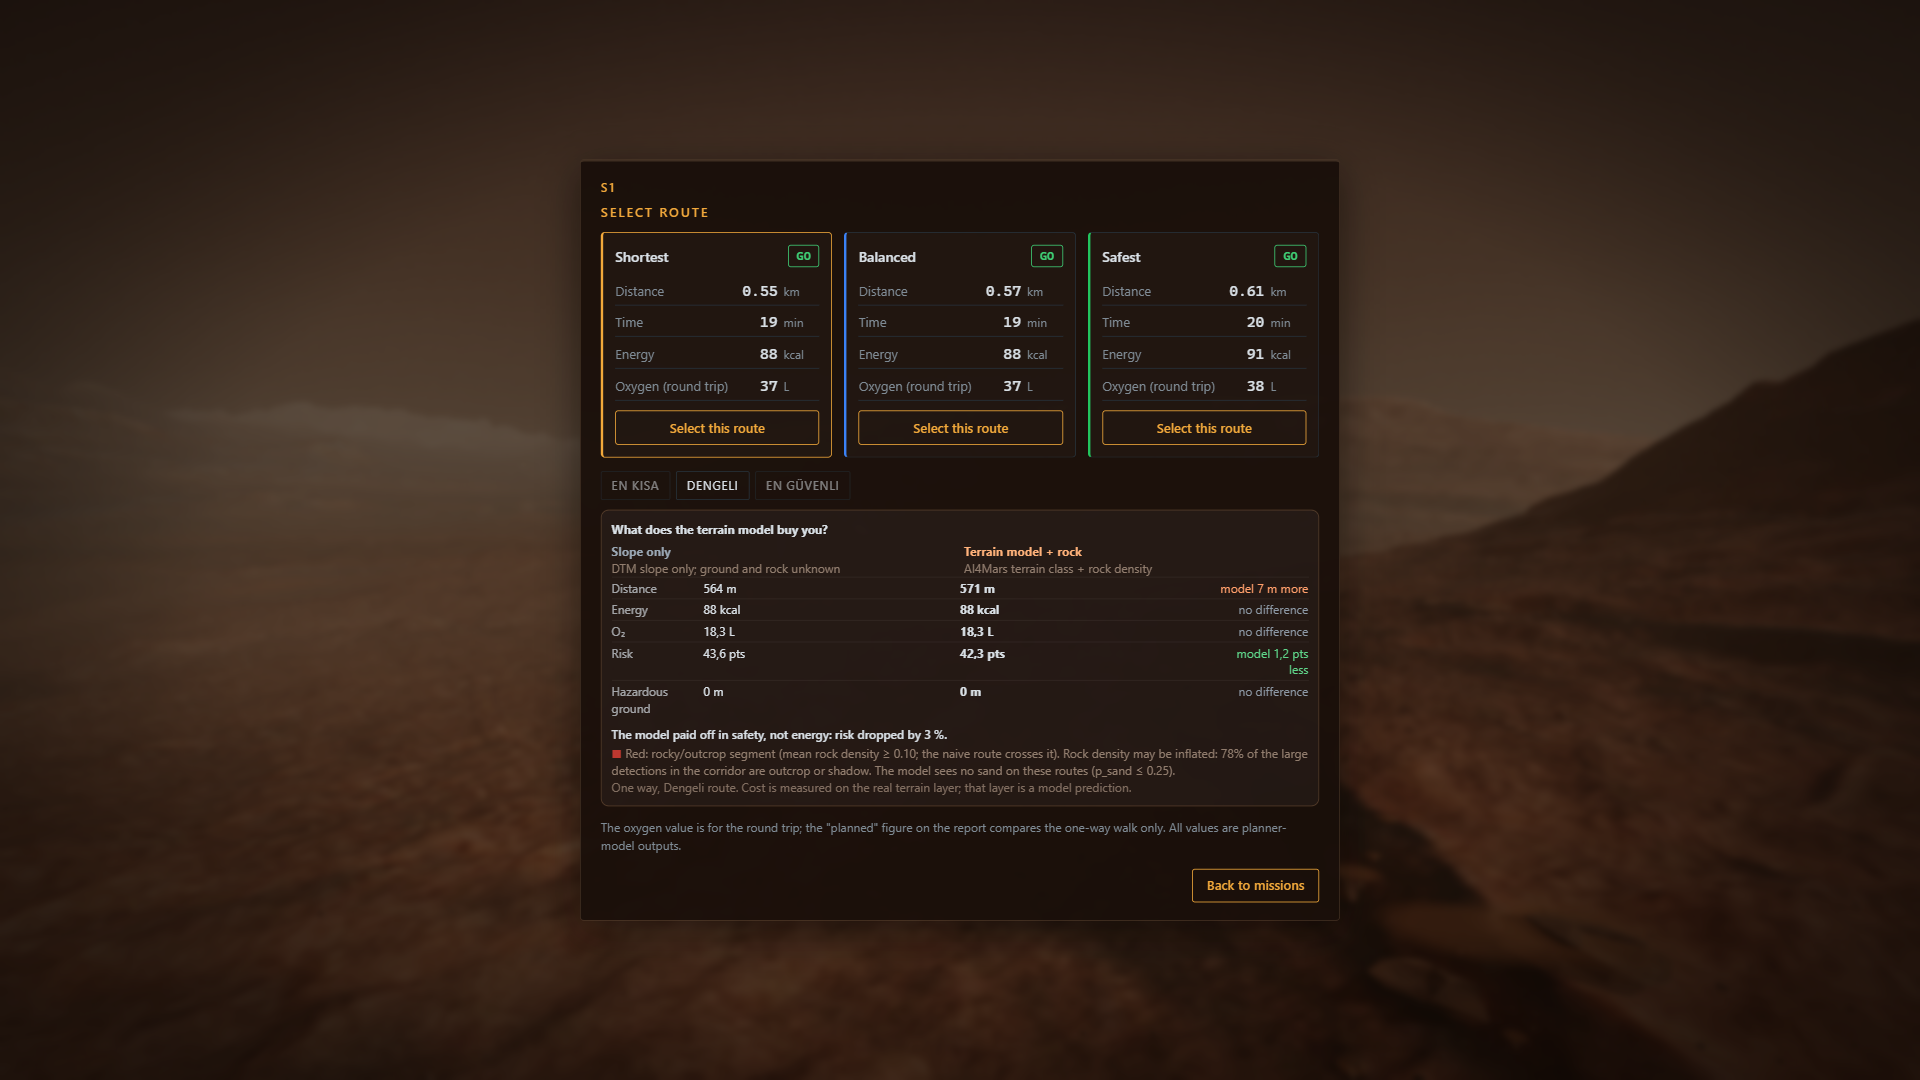 S1
SELECT ROUTE
Shortest GO
Distance 0.55 km
Time 19 min
Energy 88 kcal
Oxygen (round trip) 37 L
Select this route
Balanced GO
Distance 0.57 km
Time 19 min
Energy 88 kcal
Oxygen (round trip) 37 L
Select this route
Safest GO
Distance 0.61 km
Time 20 min
Energy 91 kcal
Oxygen (round trip) 38 L
Select this route
EN KISA DENGELI EN GÜVENLI
What does the terrain model buy you?
Slope only Terrain model + rock
DTM slope only; ground and rock unknown AI4Mars terrain class + rock density
Distance 564 m 571 m model 7 m more
Energy 88 kcal 88 kcal no difference
O₂ 18,3 L 18,3 L no difference
Risk 43,6 pts 42,3 pts model 1,2 pts
less
Hazardous 0 m 0 m no difference
ground
The model paid off in safety, not energy: risk dropped by 3 %.
Red: rocky/outcrop segment (mean rock density ≥ 0.10; the naive route crosses it). Rock density may be inflated: 78% of the large
detections in the corridor are outcrop or shadow. The model sees no sand on these routes (p_sand ≤ 0.25).
One way, Dengeli route. Cost is measured on the real terrain layer; that layer is a model prediction.
The oxygen value is for the round trip; the "planned" figure on the report compares the one-way walk only. All values are planner-
model outputs.
Back to missions